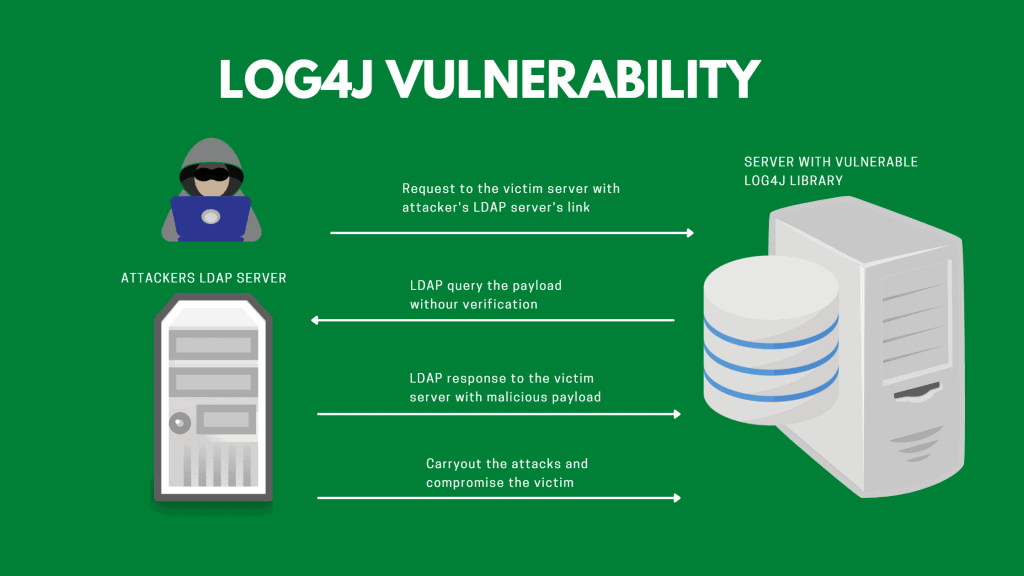 LOG4J VULNERABILITY
SERVER WITH VULNERABLE
LOG4J LIBRARY
Request to the victim server with
attacker's LDAP server's link
ATTACKERS LDAP SERVER
LDAP query the payload
withour verification
LDAP response to the victim
server with malicious payload
Carryout the attacks and
compromise the victim